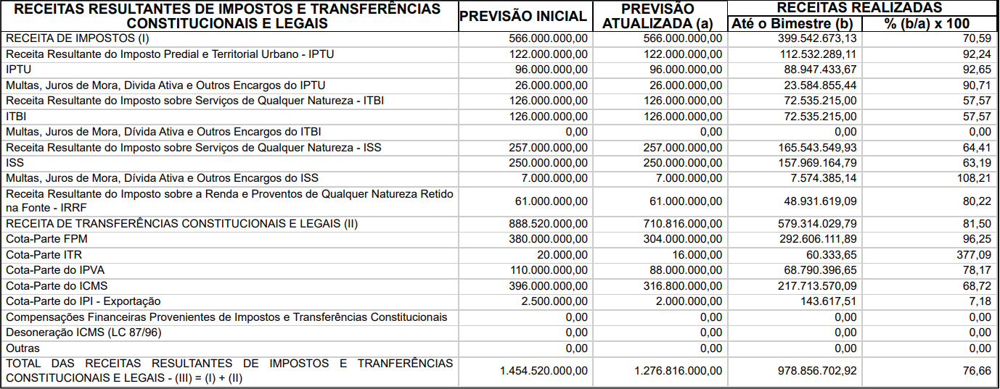 RECEITAS RESULTANTES DE IMPOSTOS E TRANSFERÊNCIAS CONSTITUCIONAIS E LEGAIS PREVISÃO INICIAL PREVISÃO ATUALIZADA (a) RECEITAS REALIZADAS
Até o Bimestre (b) % (b/a) x 100
RECEITA DE IMPOSTOS (I) 566.000.000,00 566.000.000,00 399.542.673,13 70,59
Receita Resultante do Imposto Predial e Territorial Urbano - IPTU 122.000.000,00 122.000.000,00 112.532.289,11 92,24
IPTU 96.000.000,00 96.000.000,00 88.947.433,67 92,65
Multas, Juros de Mora, Divida Ativa e Outros Encargos do IPTU 26.000.000,00 26.000.000,00 23.584.855,44 90,71
Receita Resultante do Imposto sobre Serviços de Qualquer Natureza - ITBI 126.000.000,00 126.000.000,00 72.535.215,00 57,57
ITBI 126.000.000,00 126.000.000,00 72.535.215,00 57,57
Multas, Juros de Mora, Dívida Ativa e Outros Encargos do ITBI 0,00 0,00 0,00 0,00
Receita Resultante do Imposto sobre Serviços de Qualquer Natureza - ISS 257.000.000,00 257.000.000,00 165.543.549,93 64,41
ISS 250.000.000,00 250.000.000,00 157.969.164,79 63,19
Multas, Juros de Mora, Dívida Ativa e Outros Encargos do ISS 7.000.000,00 7.000.000,00 7.574.385,14 108,21
Receita Resultante do Imposto sobre a Renda e Proventos de Qualquer Natureza Retido
na Fonte - IRRF 61.000.000,00 61.000.000,00 48.931.619,09 80,22
RECEITA DE TRANSFERÊNCIAS CONSTITUCIONAIS E LEGAIS (II) 888.520.000,00 710.816.000,00 579.314.029,79 81,50
Cota-Parte FPM 380.000.000,00 304.000.000,00 292.606.111,89 96,25
Cota-Parte ITR 20.000,00 16.000,00 60.333,65 377,09
Cota-Parte do IPVA 110.000.000,00 88.000.000,00 68.790.396,65 78,17
Cota-Parte do ICMS 396.000.000,00 316.800.000,00 217.713.570,09 68,72
Cota-Parte do IPI - Exportação 2.500.000,00 2.000.000,00 143.617,51 7,18
Compensações Financeiras Provenientes de Impostos e Transferências Constitucionais 0,00 0,00 0,00 0,00
Desoneração ICMS (LC 87/96) 0,00 0,00 0,00 0,00
Outras 0,00 0,00 0,00 0,00
TOTAL DAS RECEITAS RESULTANTES DE IMPOSTOS E TRANFERÊNCIAS
CONSTITUCIONAIS E LEGAIS - (III) = (I) + (II) 1.454.520.000,00 1.276.816.000,00 978.856.702,92 76,66